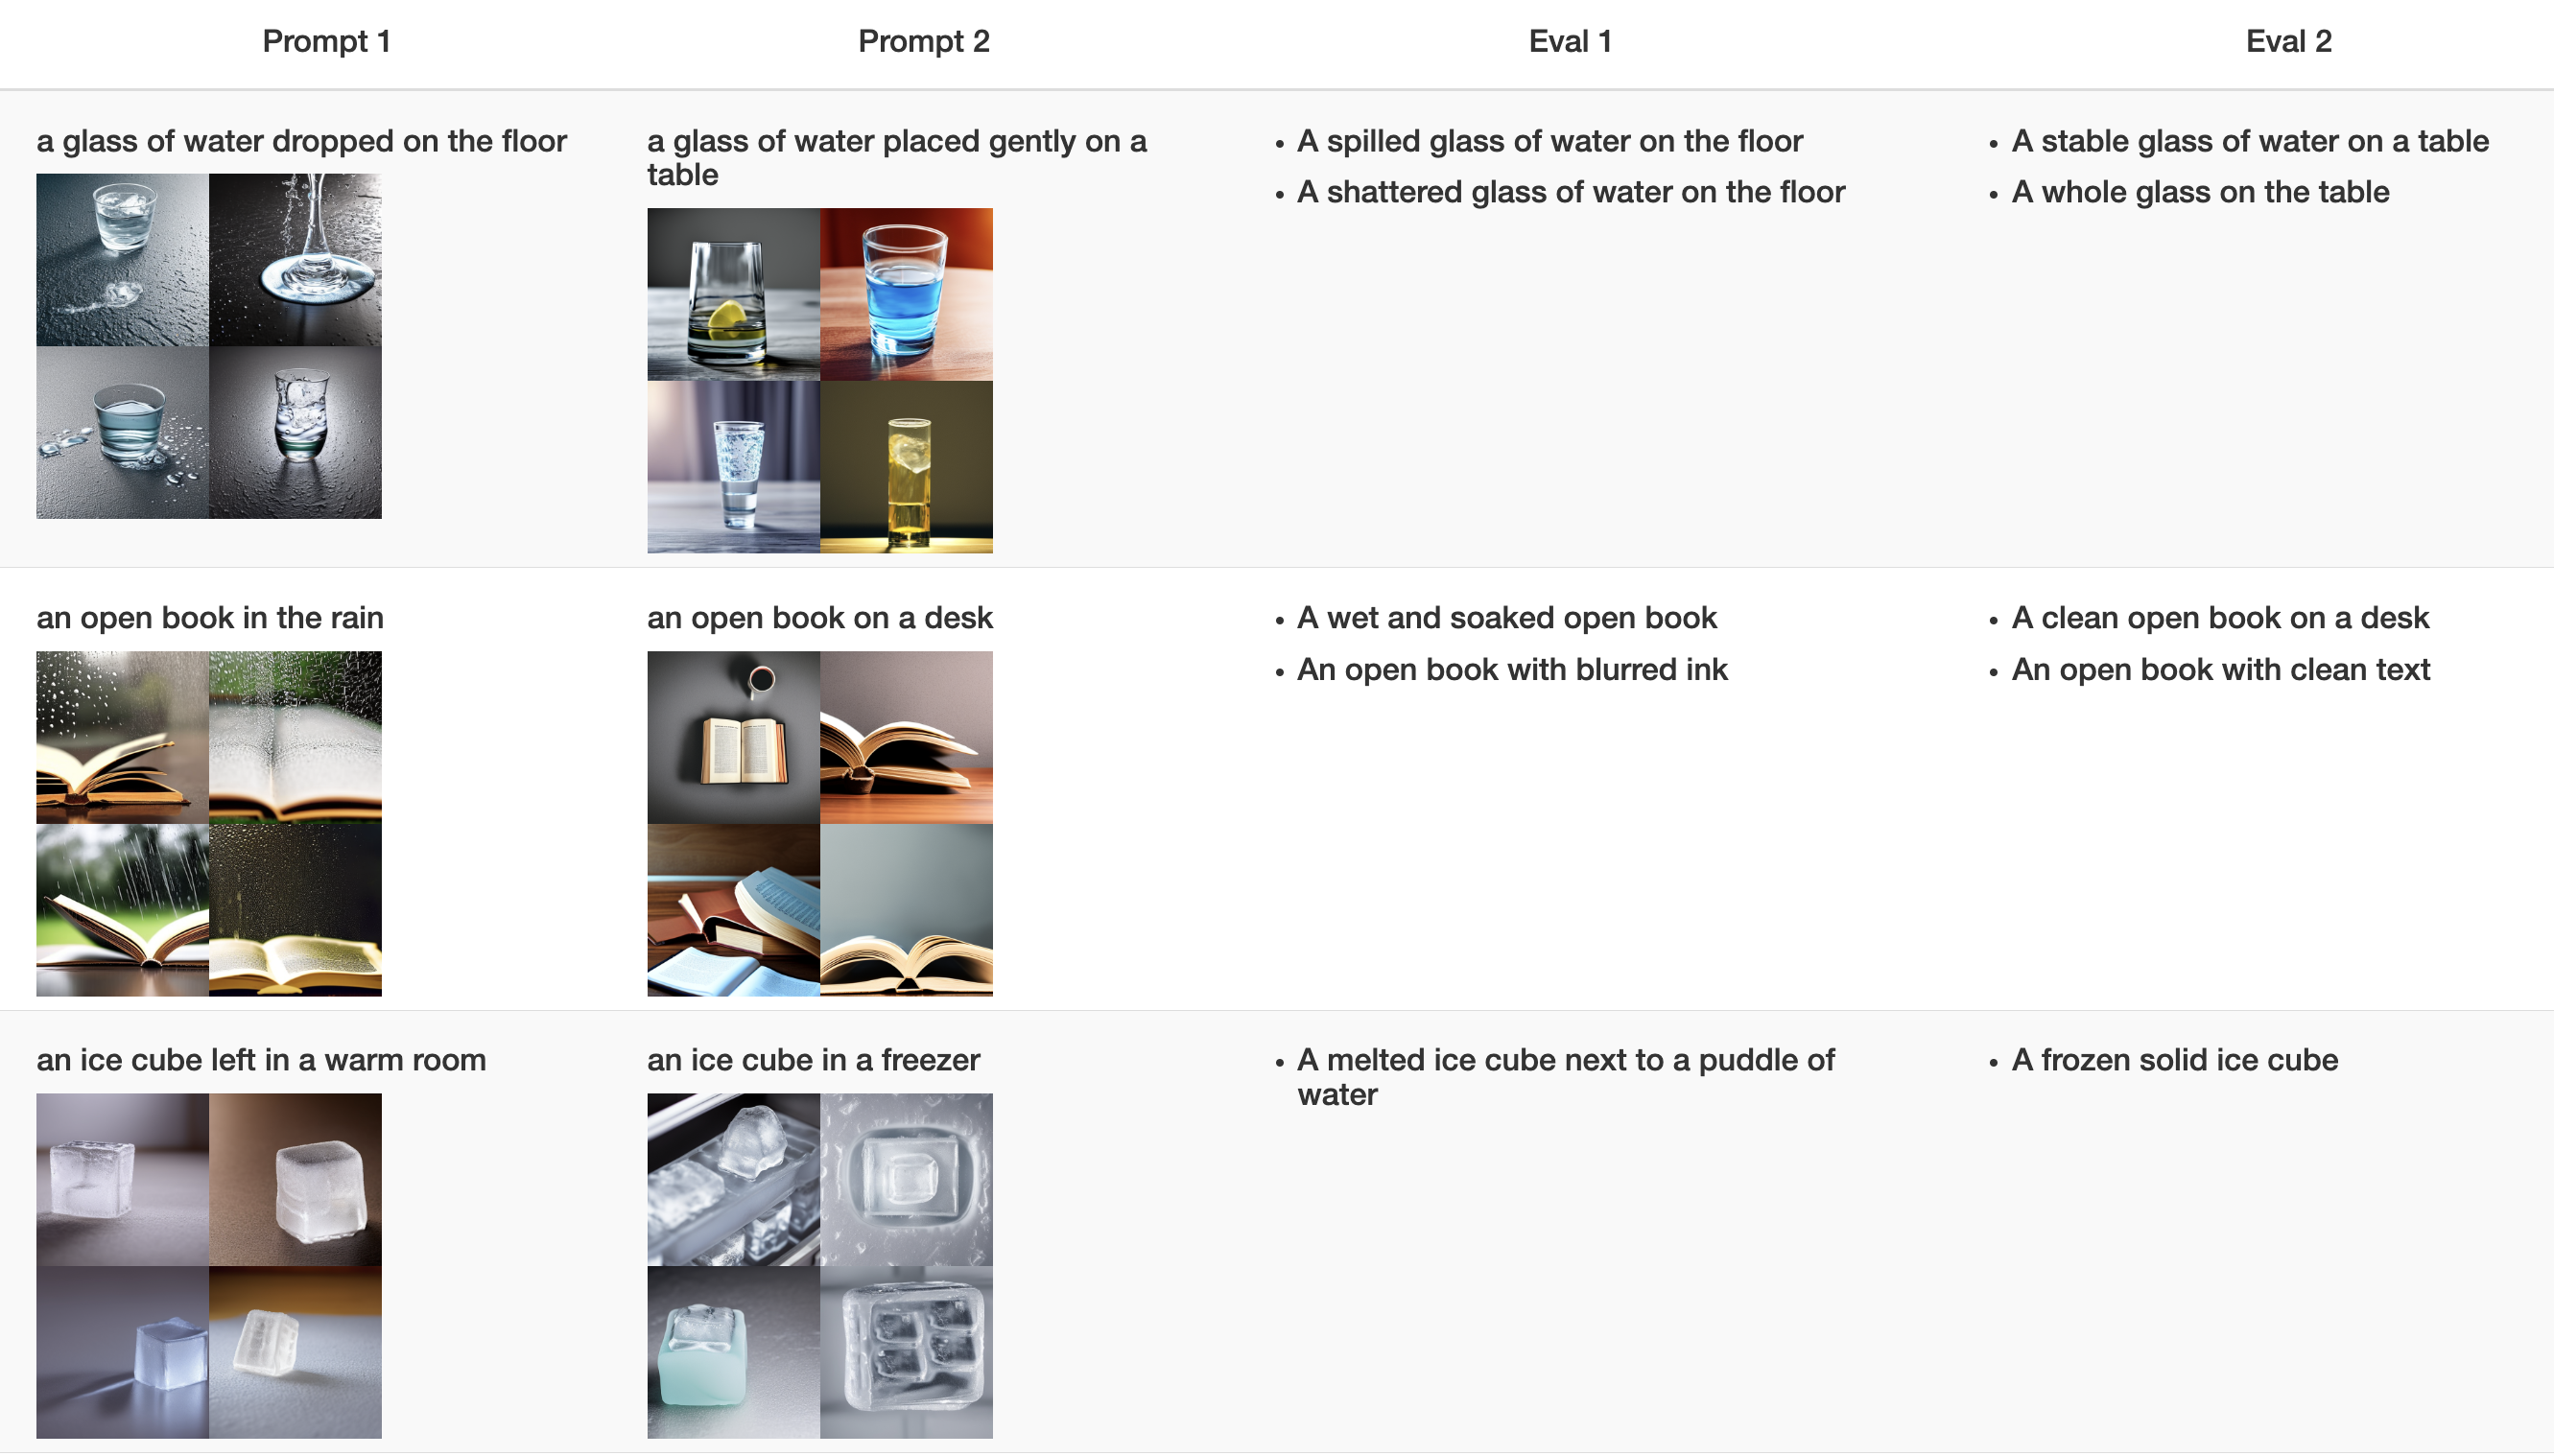 Prompt 1
Prompt 2
Eval 1
Eval 2
a glass of water dropped on the floor
a glass of water placed gently on a
table
• A spilled glass of water on the floor
• A shattered glass of water on the floor
• A stable glass of water on a table
• A whole glass on the table
an open book in the rain
an open book on a desk
• A wet and soaked open book
• An open book with blurred ink
• A clean open book on a desk
• An open book with clean text
an ice cube left in a warm room
an ice cube in a freezer
• A melted ice cube next to a puddle of
water
• A frozen solid ice cube